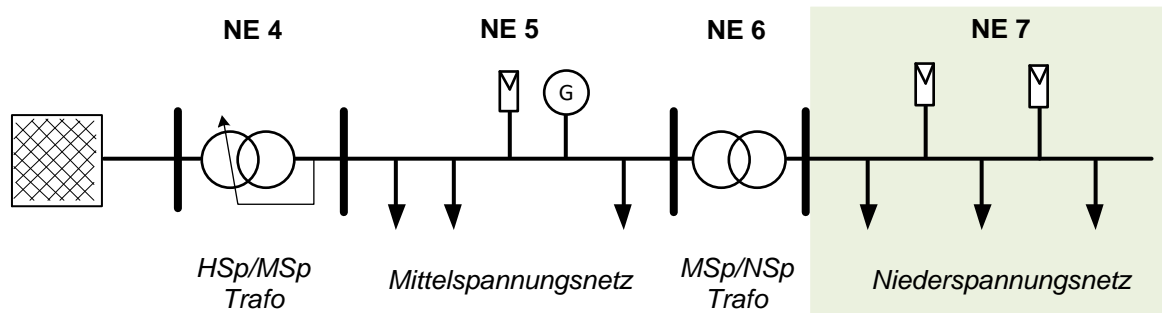 NE 4
NE 5
NE 6
NE 7
G
HSp/MSp
Trafo
Mittelspannungsnetz
MSp/NSp
Trafo
Niederspannungsnetz